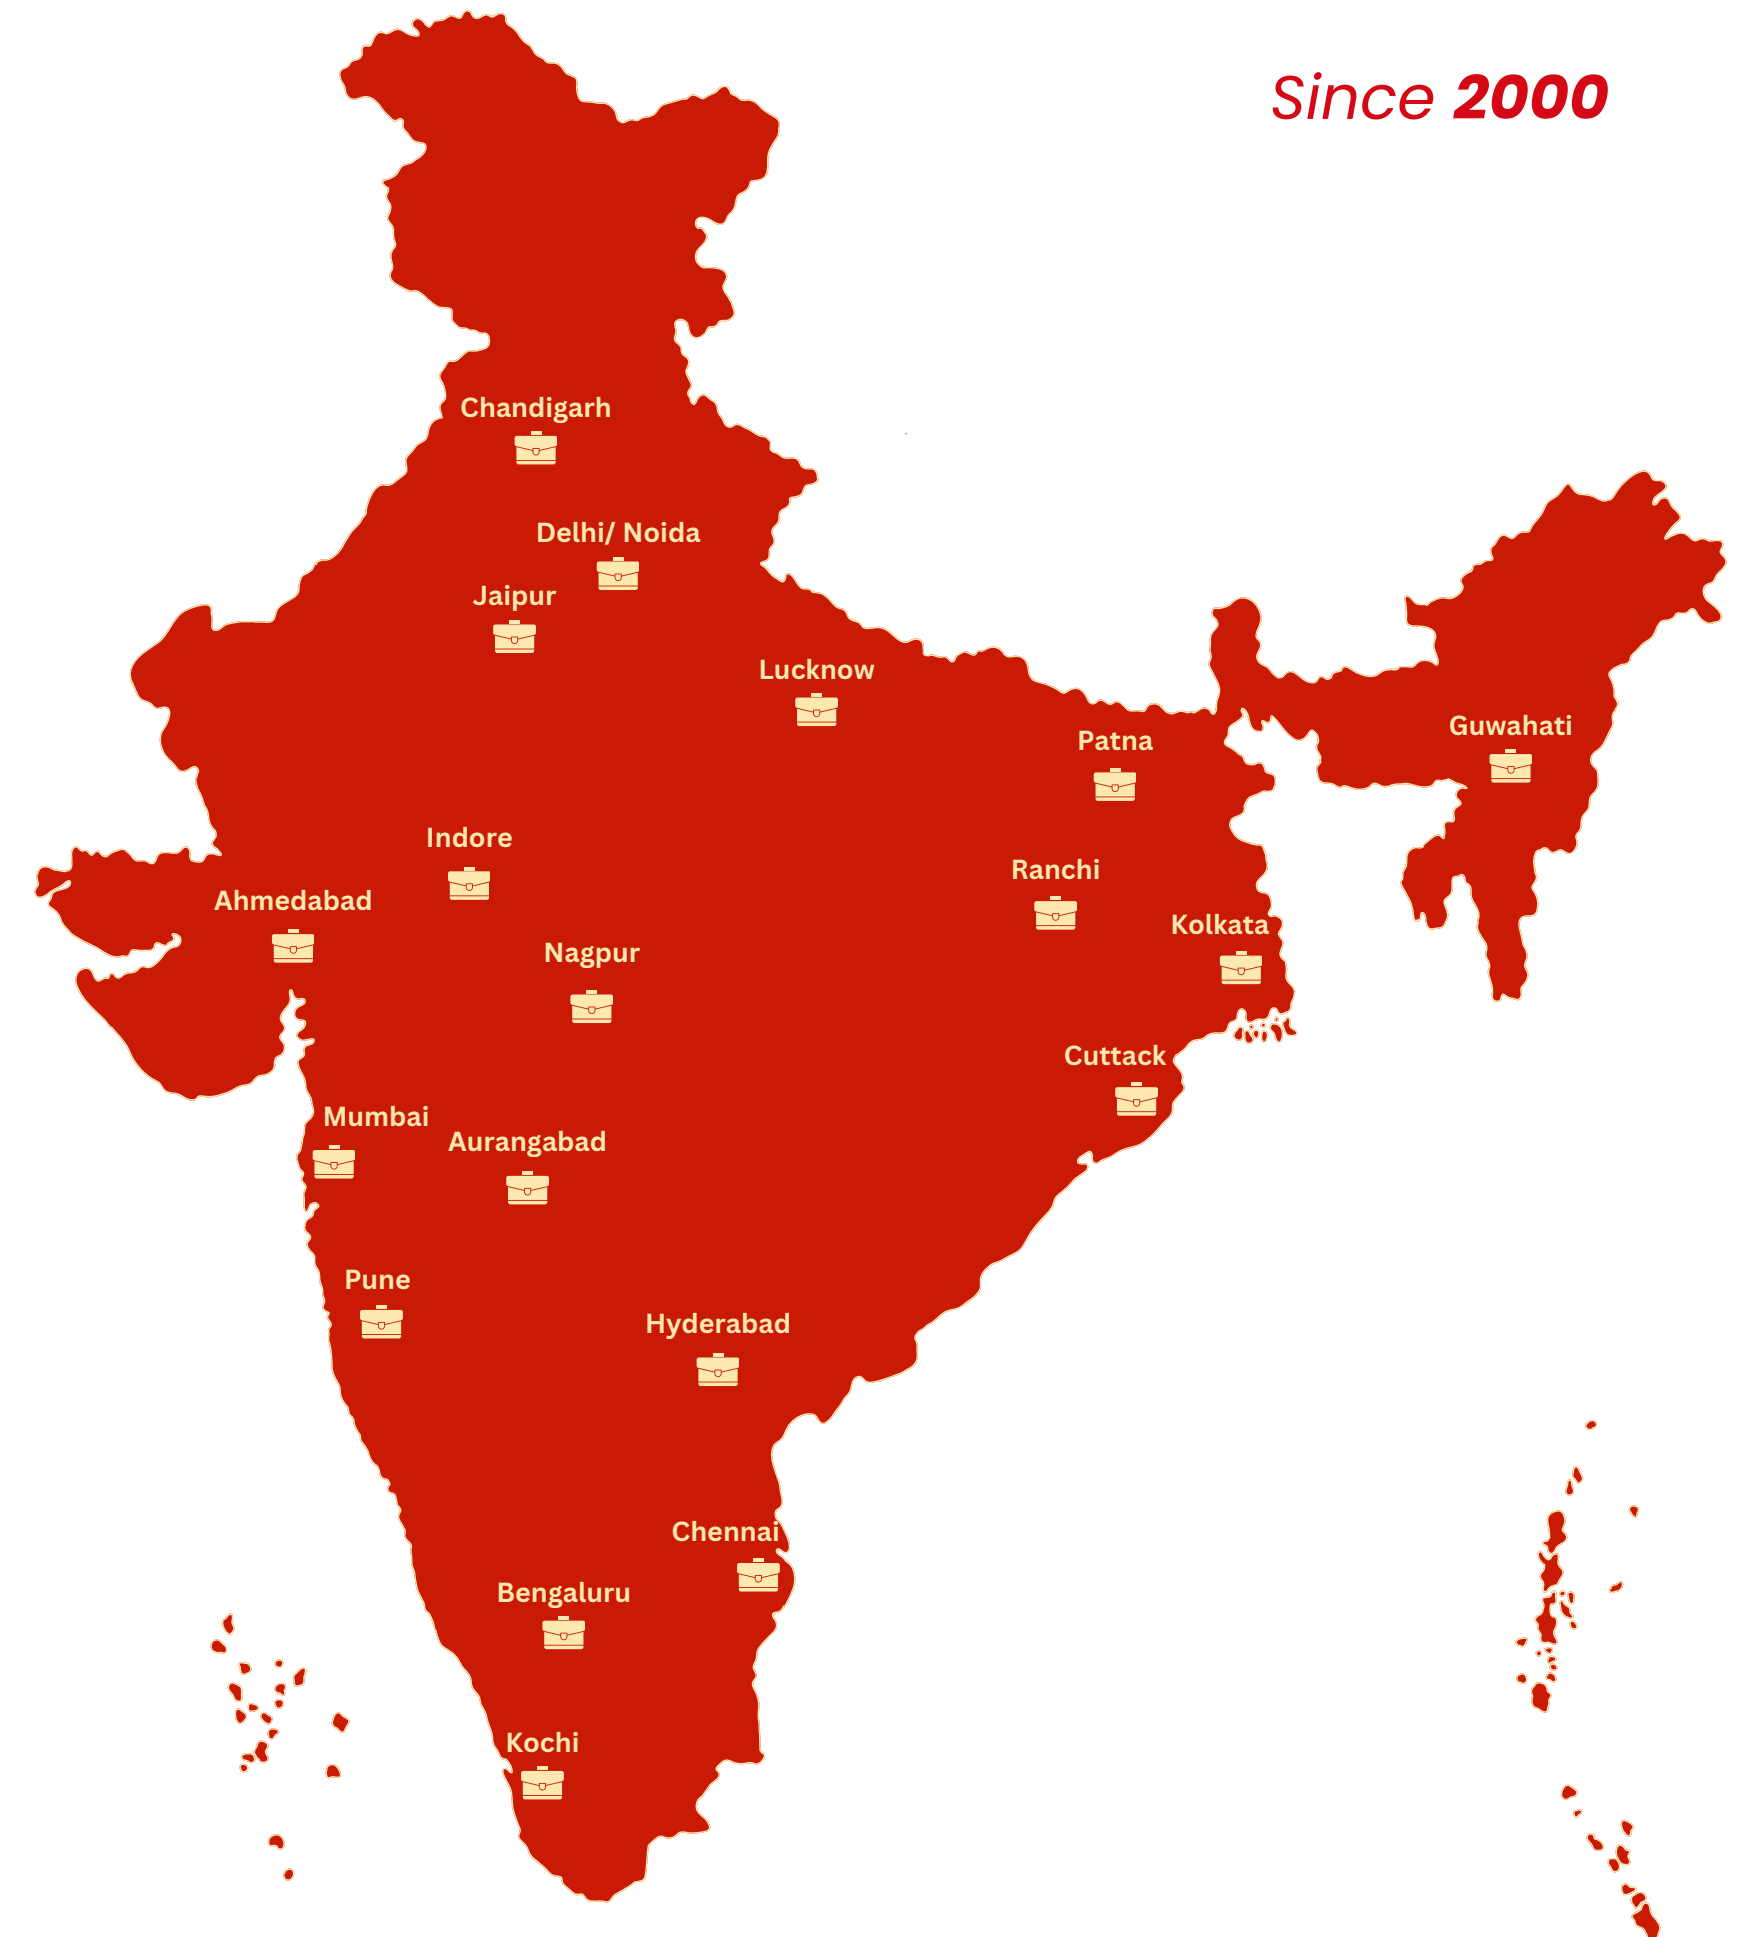 Since 2000
Chandigarh
Delhi/ Noida
Jaipur
Lucknow
Guwahati
Patna
Indore
Ranchi
Ahmedabad
Kolkata
Nagpur
Cuttack
Mumbai
Aurangabad
Pune
Hyderabad
Chennai
Bengaluru
Kochi